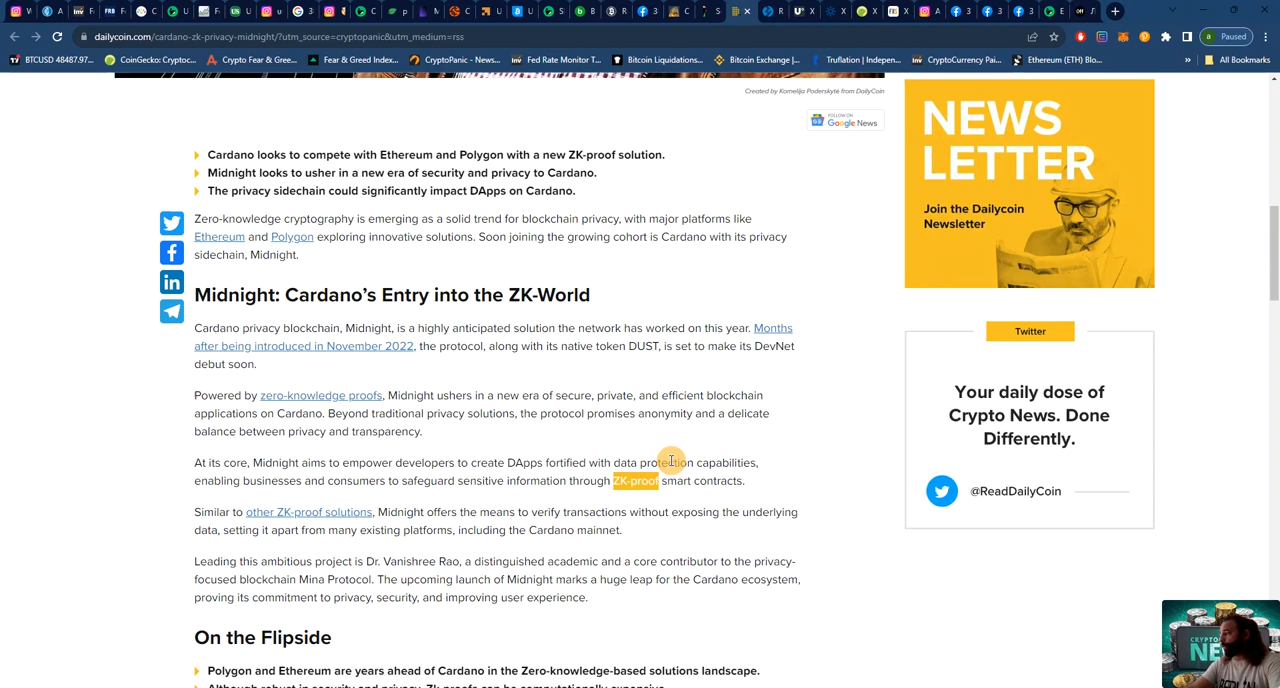 dailycoin.com/cardano-zk-privacy-midnight/?utm_source=cryptopanic&utm_medium=rss
a Paused
BTCUSD 48487.97...
CoinGecko: Cryptoc...
Crypto Fear & Gree...
Fear & Greed Index...
CryptoPanic - News...
Fed Rate Monitor T...
Bitcoin Liquidations...
Bitcoin Exchange |...
Truflation | Indepen...
CryptoCurrency Pai...
Ethereum (ETH) Blo...
All Bookmarks
Created by Kornelija Poderskytė from DailyCoin
FOLLOW ON
Google News
Cardano looks to compete with Ethereum and Polygon with a new ZK-proof solution.
Midnight looks to usher in a new era of security and privacy to Cardano.
The privacy sidechain could significantly impact DApps on Cardano.
Zero-knowledge cryptography is emerging as a solid trend for blockchain privacy, with major platforms like
Ethereum and Polygon exploring innovative solutions. Soon joining the growing cohort is Cardano with its privacy
sidechain, Midnight.
Midnight: Cardano's Entry into the ZK-World
Cardano privacy blockchain, Midnight, is a highly anticipated solution the network has worked on this year. Months
after being introduced in November 2022, the protocol, along with its native token DUST, is set to make its DevNet
debut soon.
Powered by zero-knowledge proofs, Midnight ushers in a new era of secure, private, and efficient blockchain
applications on Cardano. Beyond traditional privacy solutions, the protocol promises anonymity and a delicate
balance between privacy and transparency.
At its core, Midnight aims to empower developers to create DApps fortified with data protection capabilities,
enabling businesses and consumers to safeguard sensitive information through ZK-proof smart contracts.
Similar to other ZK-proof solutions, Midnight offers the means to verify transactions without exposing the underlying
data, setting it apart from many existing platforms, including the Cardano mainnet.
Leading this ambitious project is Dr. Vanishree Rao, a distinguished academic and a core contributor to the privacy-
focused blockchain Mina Protocol. The upcoming launch of Midnight marks a huge leap for the Cardano ecosystem,
proving its commitment to privacy, security, and improving user experience.
On the Flipside
Polygon and Ethereum are years ahead of Cardano in the Zero-knowledge-based solutions landscape.
Although robust in security and privacy, Zk-proofs can be computationally expensive.
NEWS
LETTER
Join the Dailycoin
Newsletter
Twitter
Your daily dose of
Crypto News. Done
Differently.
@ReadDailyCoin